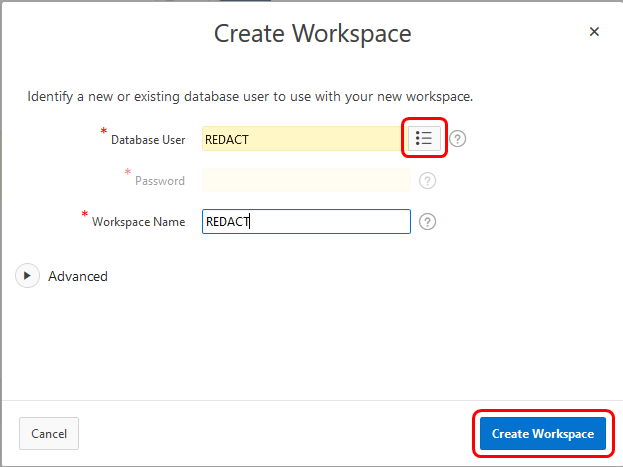 Create Workspace
Identify a new or existing database user to use with your new workspace.
* Database User REDACT ?
* Password ?
* Workspace Name REDACT ?
Advanced
Cancel Create Workspace